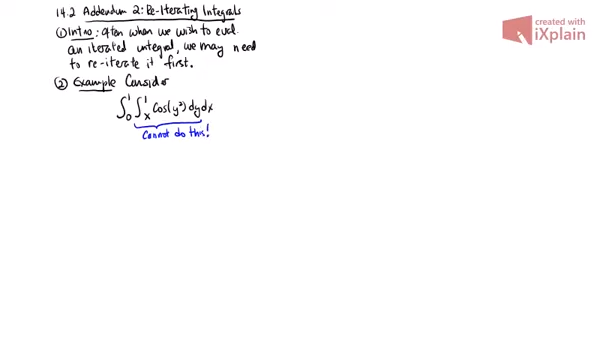 14.2 Addendum 2: Re-Iterating Integrals
① Intro: Often when we wish to eval.
an iterated integral, we may need
to re-iterate it first.
② Example Consider
∫₀¹ ∫ₓ¹ cos(y²) dy dx
Cannot do this!
created with
iXplain